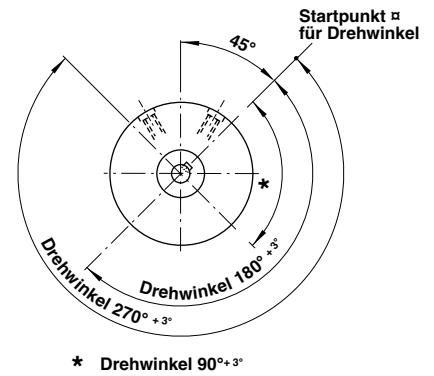 45°
Startpunkt ¤
für Drehwinkel
*
Drehwinkel 180° +3°
Drehwinkel 270° +3°
* Drehwinkel 90°+3°